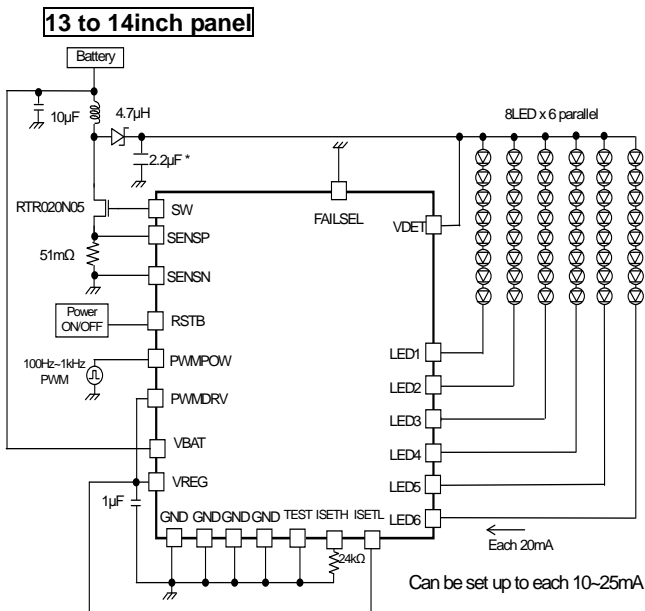 13 to 14inch panel
Battery
10µF
4.7µH
8LED x 6 parallel
2.2µF *
RTR020N05
SW
FAILSEL
SENSP
VDET
51mΩ
SENSN
Power
ON/OFF
RSTB
100Hz~1kHz
PWM
PWMPOW
LED1
PWMDRV
LED2
LED3
VBAT
LED4
VREG
LED5
1µF
GND GND GND GND TEST ISETH ISETL
LED6
24kΩ
Each 20mA
Can be set up to each 10~25mA